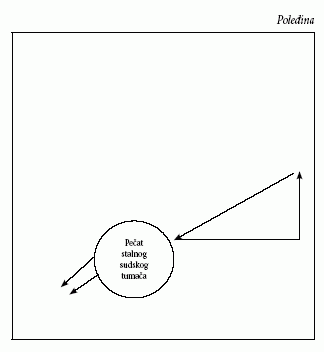 Poleđina
Pečat
stalnog
sudskog
tumača